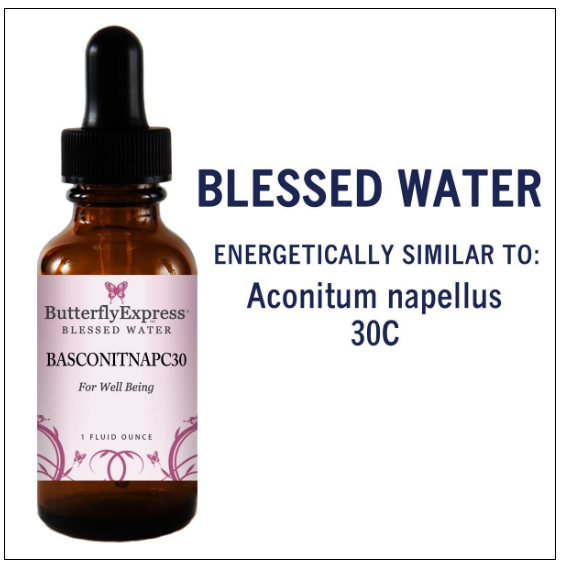 ButterflyExpress®
BLESSED WATER
BASCONITNAPC30
For Well Being
1 FLUID OUNCE
BLESSED WATER
ENERGETICALLY SIMILAR TO:
Aconitum napellus
30C